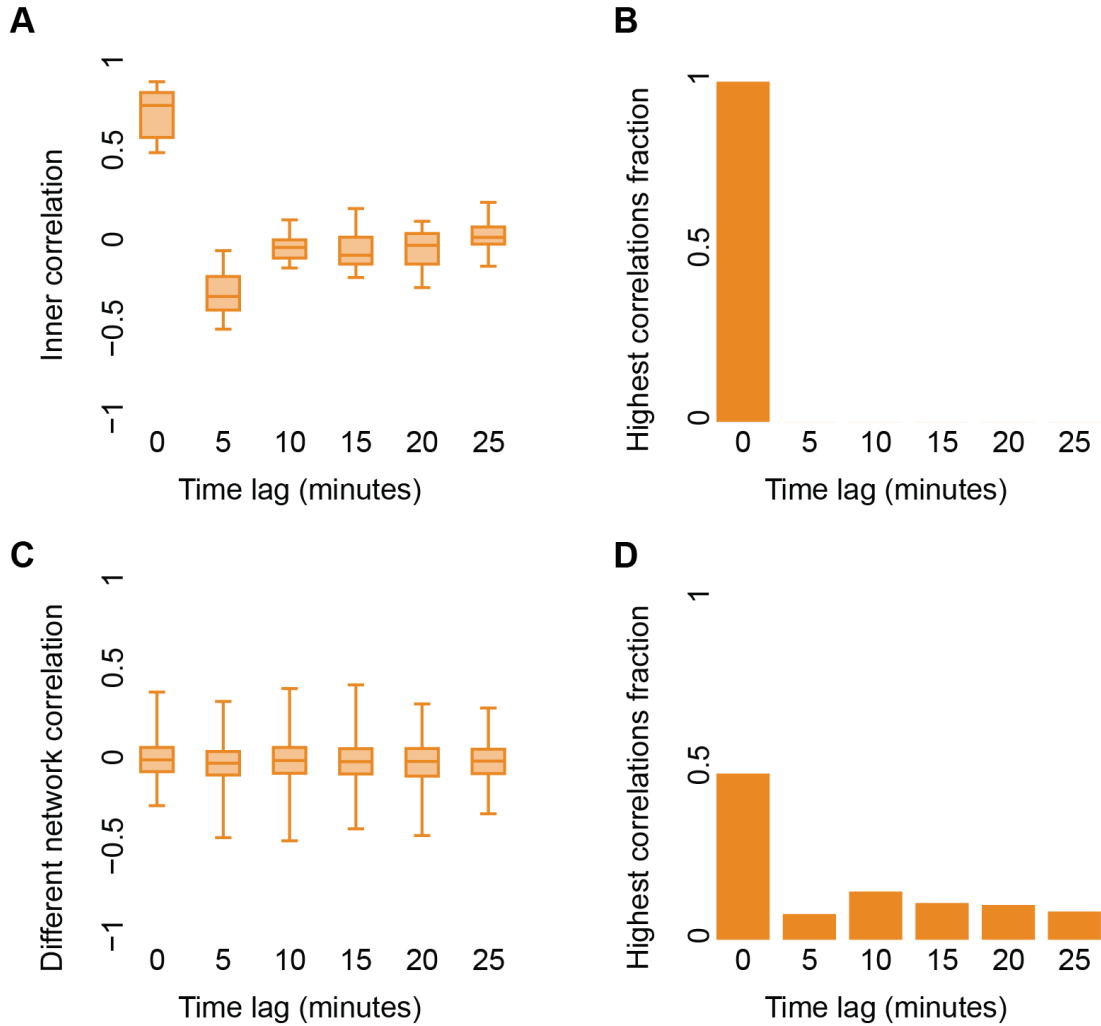 A
Inner correlation
1
0.5
0
−0.5
−1
0 5 10 15 20 25
Time lag (minutes)
B
Highest correlations fraction
1
0.5
0
0 5 10 15 20 25
Time lag (minutes)
C
Different network correlation
1
0.5
0
−0.5
−1
0 5 10 15 20 25
Time lag (minutes)
D
Highest correlations fraction
1
0.5
0
0 5 10 15 20 25
Time lag (minutes)